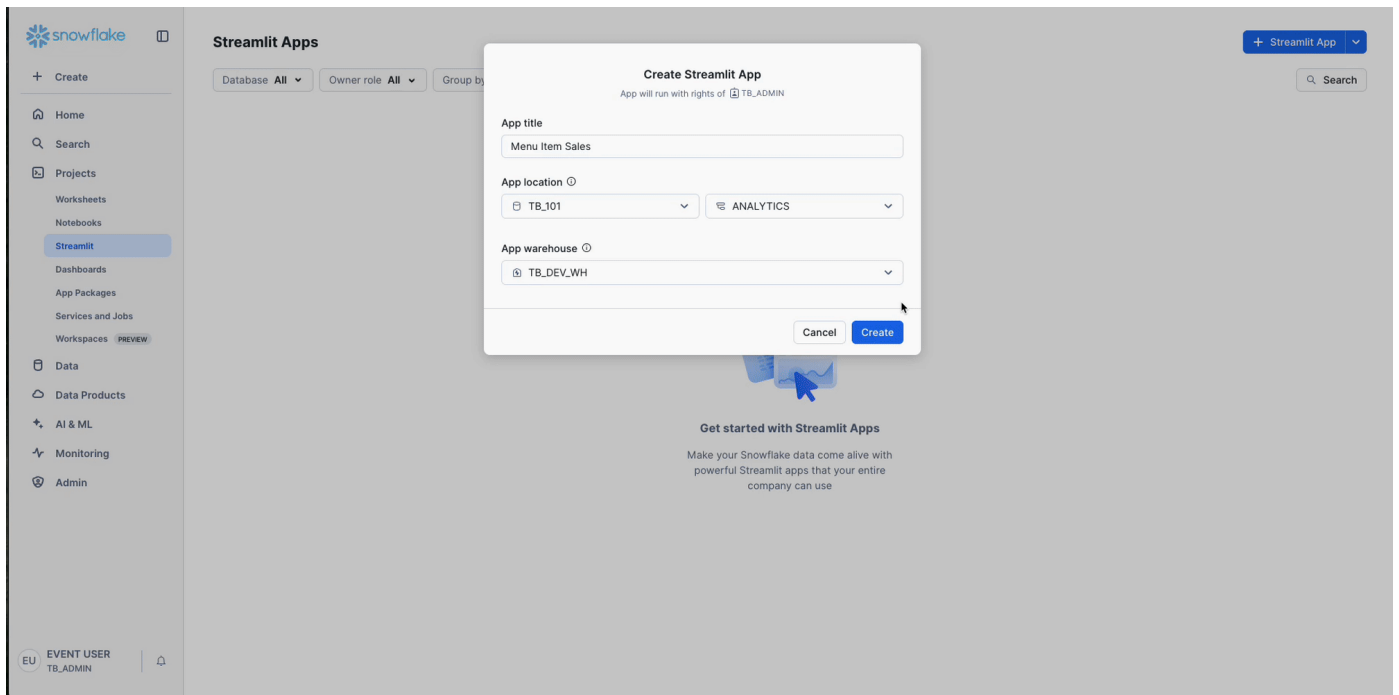 snowflake
+ Create
Home
Search
Projects
Worksheets
Notebooks
Streamlit
Dashboards
App Packages
Services and Jobs
Workspaces PREVIEW
Data
Data Products
AI & ML
Monitoring
Admin
EU EVENT USER
TB_ADMIN
Streamlit Apps
+ Streamlit App
Database All Owner role All Group by
Search
Create Streamlit App
App will run with rights of TB_ADMIN
App title
Menu Item Sales
App location
TB_101 ANALYTICS
App warehouse
TB_DEV_WH
Cancel Create
Get started with Streamlit Apps
Make your Snowflake data come alive with
powerful Streamlit apps that your entire
company can use